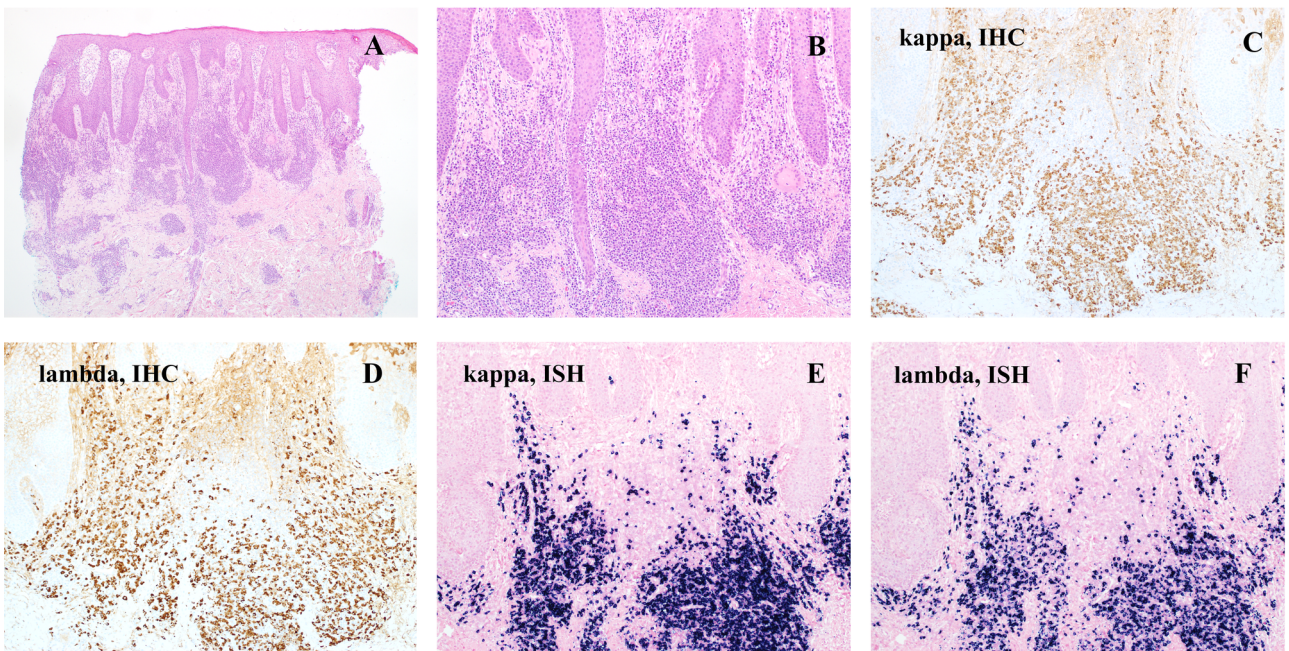 A
B
kappa, IHC
C
lambda, IHC
D
kappa, ISH
E
lambda, ISH
F